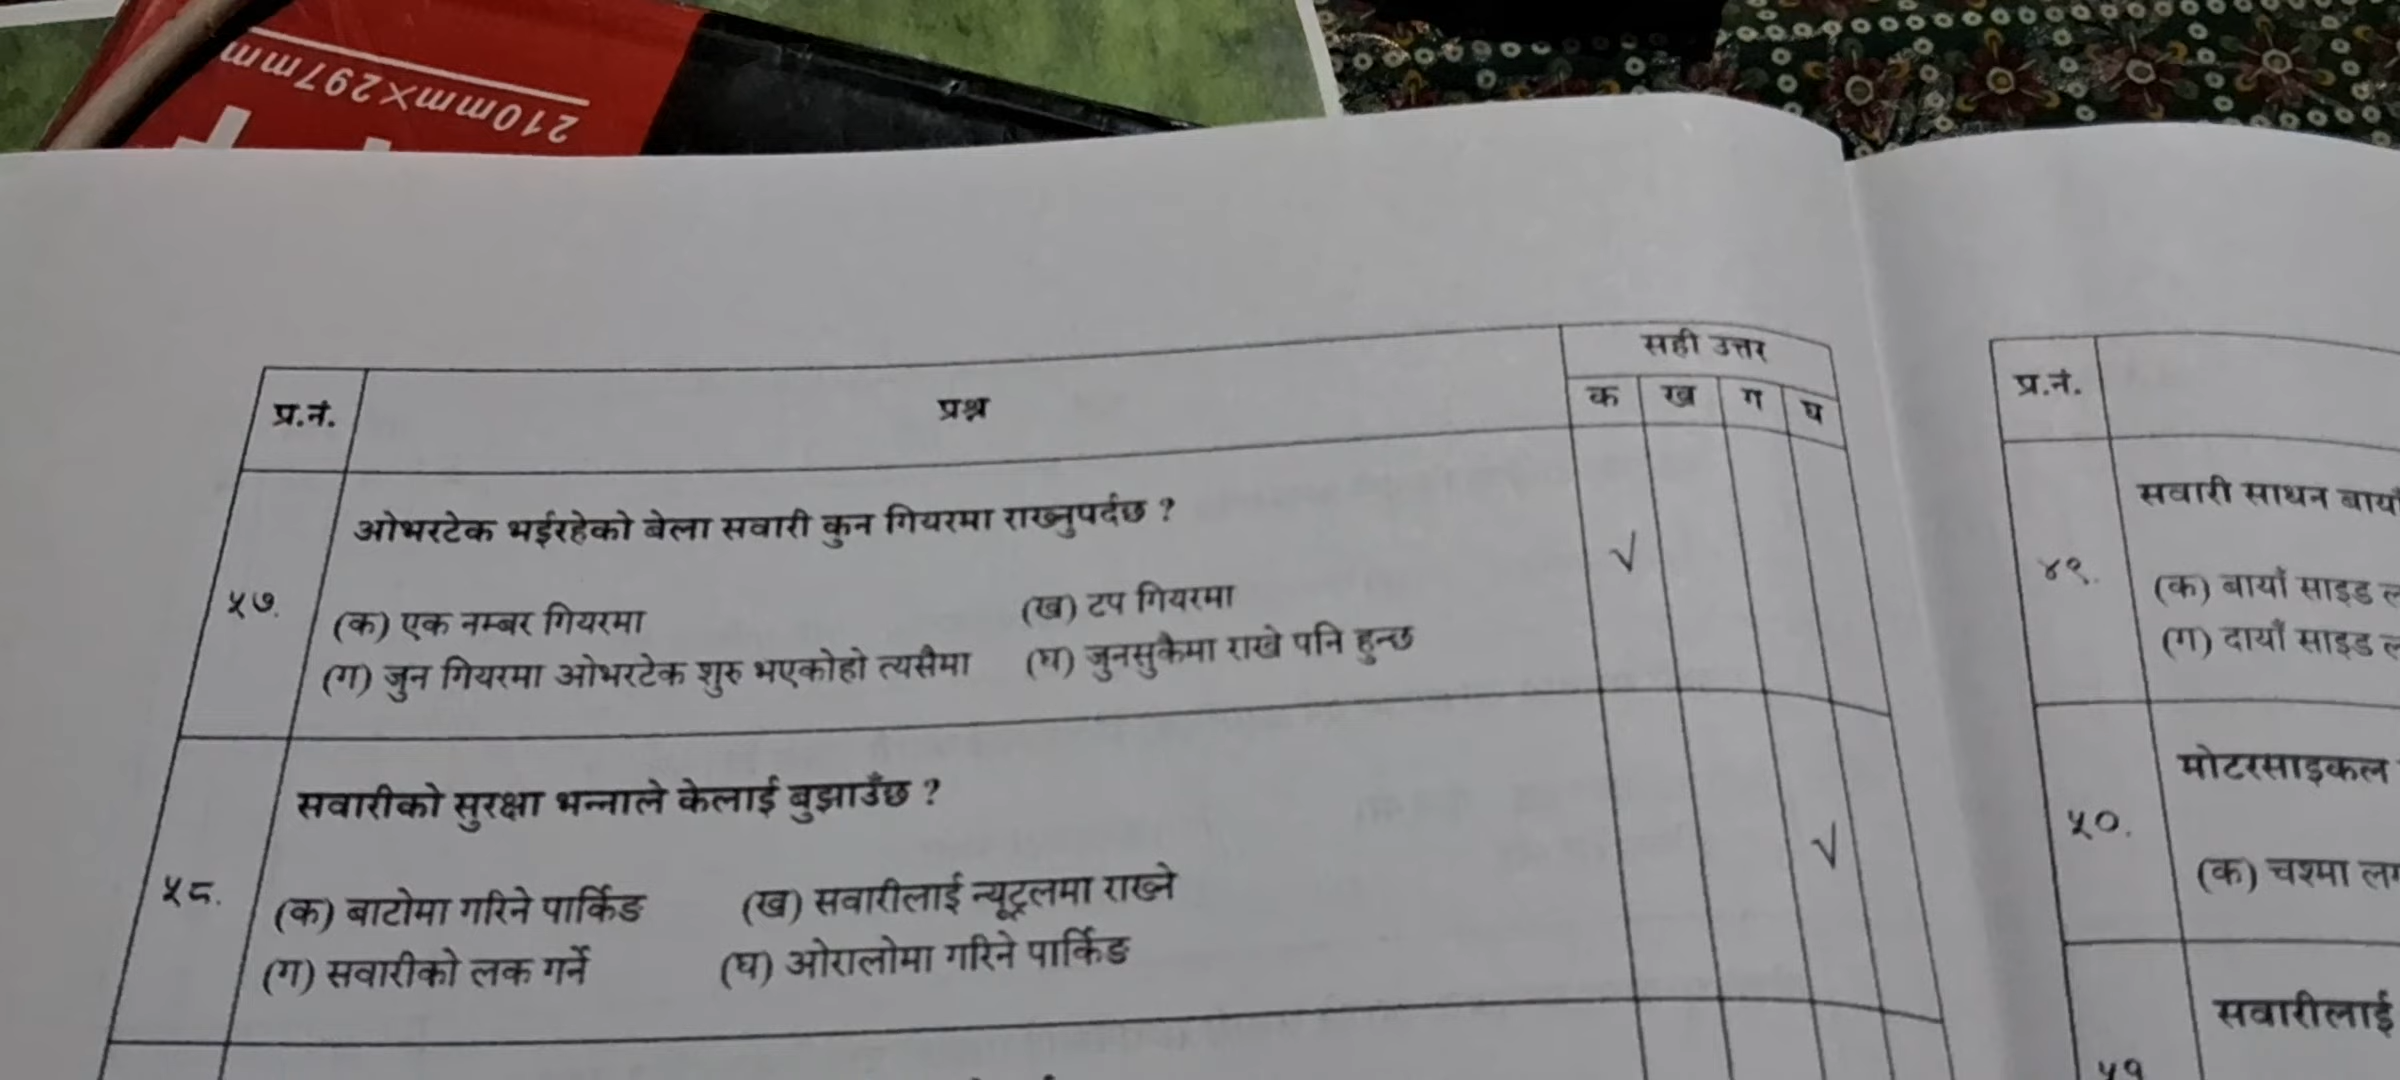 210mm×297mm
प्र.नं.
प्रश्न
सही उत्तर
क ख ग घ
५७.
ओभरटेक भईरहेको बेला सवारी कुन गियरमा राख्नुपर्दछ ?
(क) एक नम्बर गियरमा (ख) टप गियरमा
(ग) जुन गियरमा ओभरटेक शुरु भएकोहो त्यसैमा (घ) जुनसुकैमा राखे पनि हुन्छ
√
५८.
सवारीको सुरक्षा भन्नाले केलाई बुझाउँछ ?
(क) बाटोमा गरिने पार्किङ (ख) सवारीलाई न्यूट्रलमा राख्ने
(ग) सवारीको लक गर्ने (घ) ओरालोमा गरिने पार्किङ
√
प्र.नं.
४९.
सवारी साधन
(क) बायाँ साइड
(ग) दायाँ साइड
५०.
मोटरसाइकल
(क) चश्मा
सवारीलाई
५१